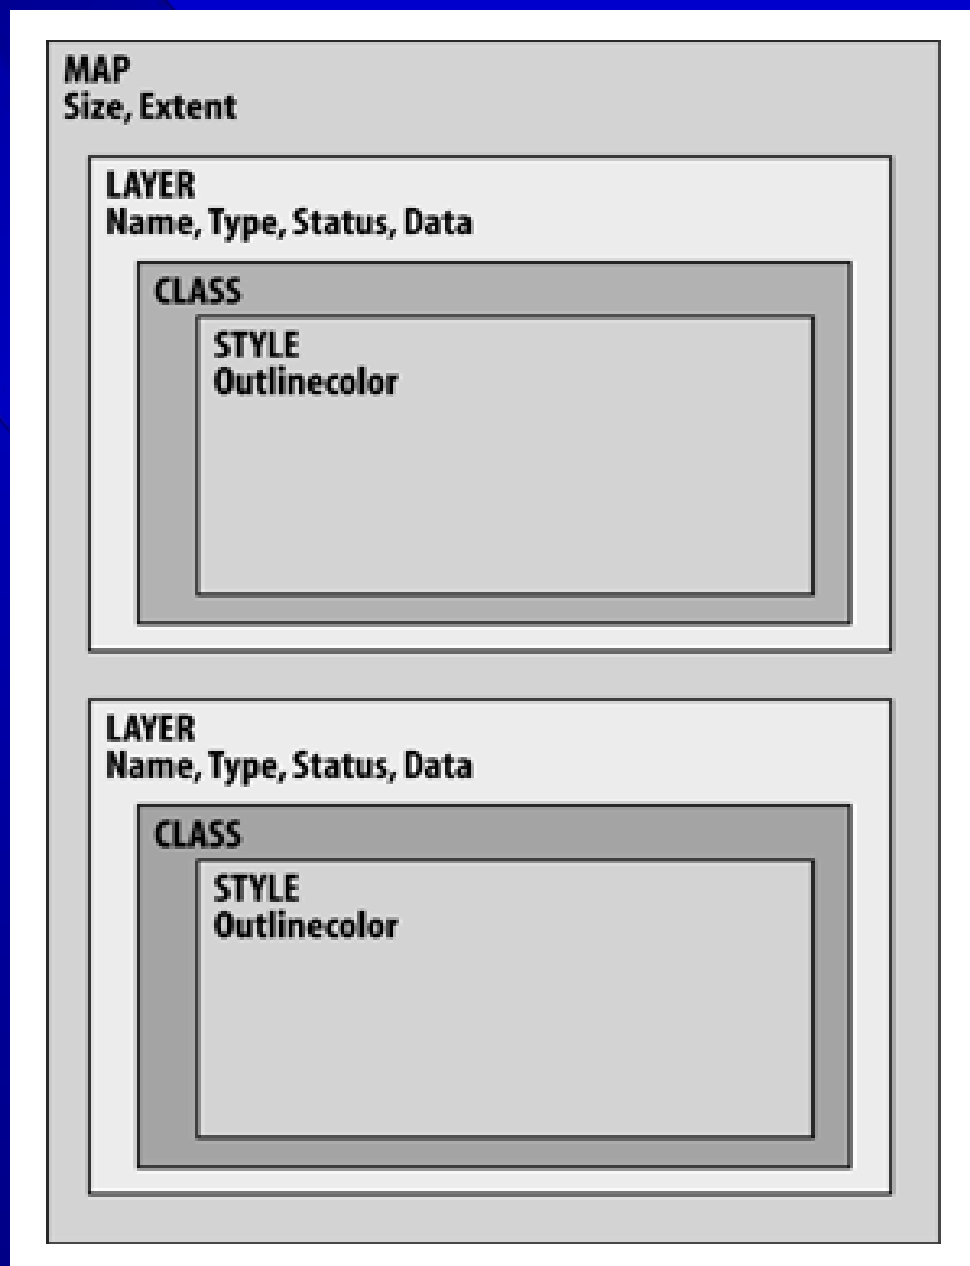 MAP
Size, Extent
LAYER
Name, Type, Status, Data
CLASS
STYLE
Outlinecolor
LAYER
Name, Type, Status, Data
CLASS
STYLE
Outlinecolor